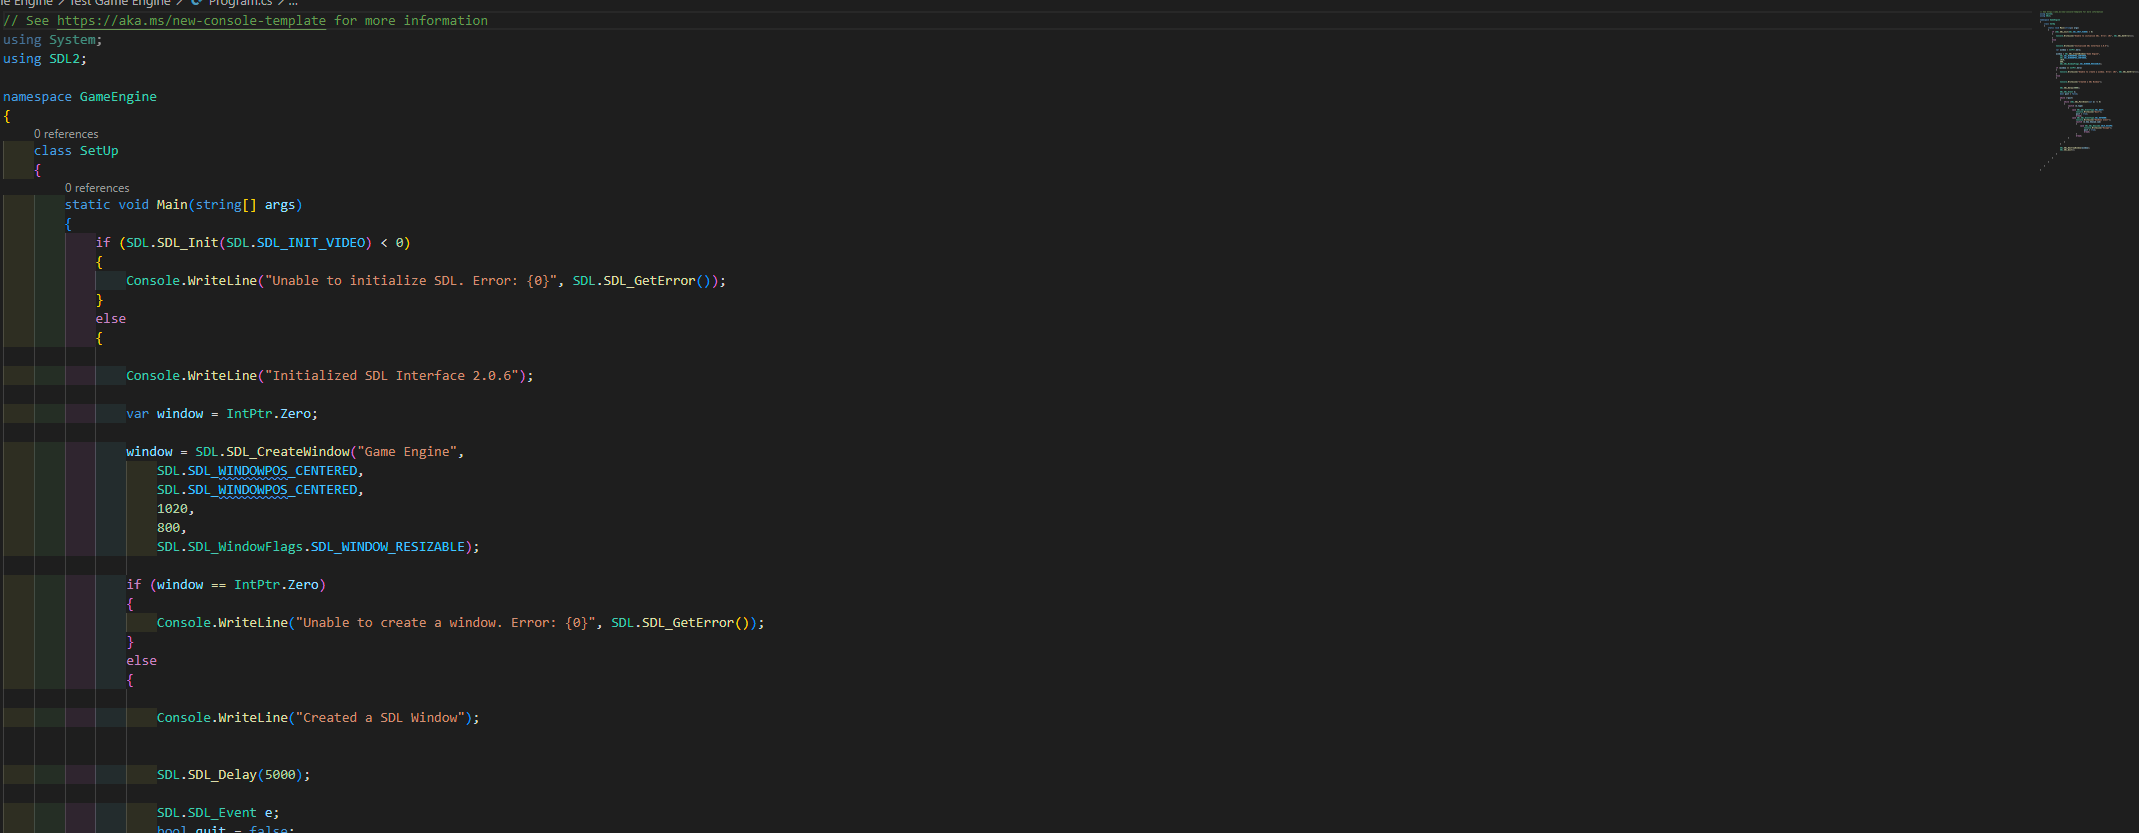 Engine > Test Game Engine > Program.cs > ...
// See https://aka.ms/new-console-template for more information
using System;
using SDL2;
namespace GameEngine
{
0 references
class SetUp
{
0 references
static void Main(string[] args)
{
if (SDL.SDL_Init(SDL.SDL_INIT_VIDEO) < 0)
{
Console.WriteLine("Unable to initialize SDL. Error: {0}", SDL.SDL_GetError());
}
else
{
Console.WriteLine("Initialized SDL Interface 2.0.6");
var window = IntPtr.Zero;
window = SDL.SDL_CreateWindow("Game Engine",
SDL.SDL_WINDOWPOS_CENTERED,
SDL.SDL_WINDOWPOS_CENTERED,
1020,
800,
SDL.SDL_WindowFlags.SDL_WINDOW_RESIZABLE);
if (window == IntPtr.Zero)
{
Console.WriteLine("Unable to create a window. Error: {0}", SDL.SDL_GetError());
}
else
{
Console.WriteLine("Created a SDL Window");
SDL.SDL_Delay(5000);
SDL.SDL_Event e;
bool quit = false;